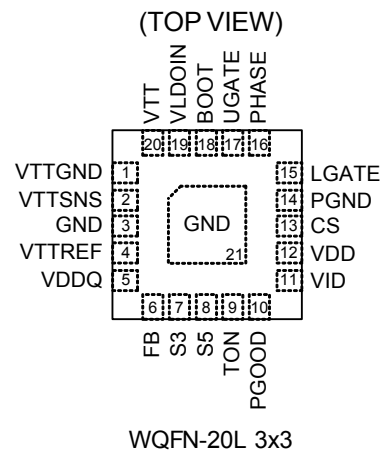 (TOP VIEW)
VTT
VLDOIN
BOOT
UGATE
PHASE
20 19 18 17 16
VTTGND 1
VTTSNS 2
GND 3
VTTREF 4
VDDQ 5
GND
21
15 LGATE
14 PGND
13 CS
12 VDD
11 VID
6 7 8 9 10
FB
S3
S5
TON
PGOOD
WQFN-20L 3x3